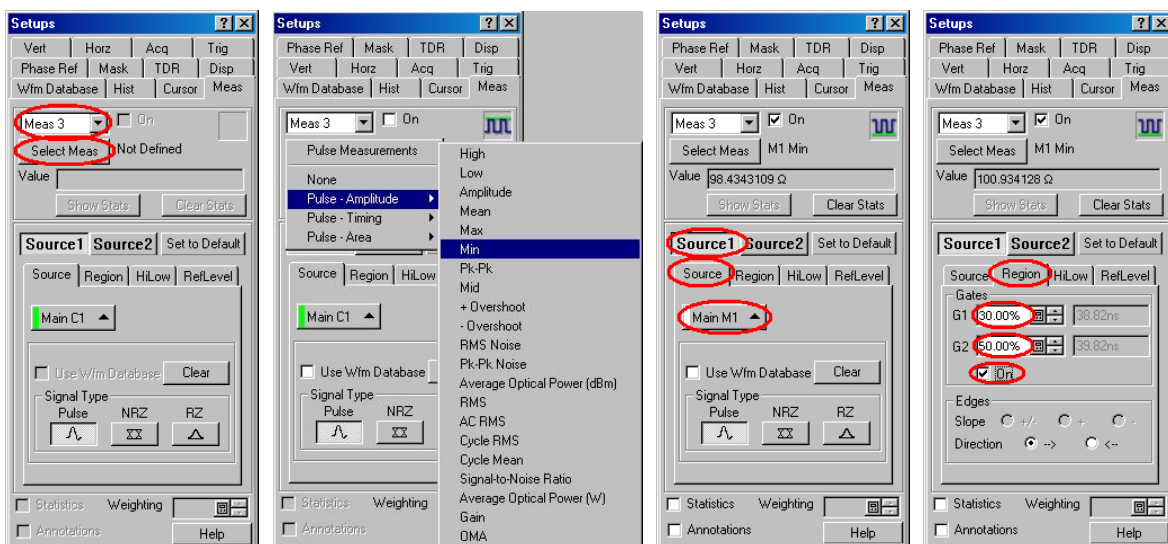 Setups
Vert Horz Acq Trig
Phase Ref Mask TDR Disp
Wfm Database Hist Cursor Meas
Meas 3 On
Select Meas Not Defined
Value
Show Stats Clear Stats
Source1 Source2 Set to Default
Source Region HiLow RefLevel
Main C1
Use Wfm Database Clear
Signal Type
Pulse NRZ RZ
Statistics Weighting
Annotations Help
Setups
Phase Ref Mask TDR Disp
Vert Horz Acq Trig
Wfm Database Hist Cursor Meas
Meas 3 On
Pulse Measurements
None
Pulse - Amplitude
Pulse - Timing
Pulse - Area
High
Low
Amplitude
Mean
Max
Min
Pk-Pk
Mid
+ Overshoot
- Overshoot
RMS Noise
Pk-Pk Noise
Average Optical Power (dBm)
RMS
AC RMS
Cycle RMS
Cycle Mean
Signal-to-Noise Ratio
Average Optical Power (W)
Gain
OMA
Source Region HiLow
Main C1
Use Wfm Database
Signal Type
Pulse NRZ
Statistics Weighting
Annotations
Setups
Phase Ref Mask TDR Disp
Vert Horz Acq Trig
Wfm Database Hist Cursor Meas
Meas 3 On
Select Meas M1 Min
Value 98.4343109 Ω
Show Stats Clear Stats
Source1 Source2 Set to Default
Source Region HiLow RefLevel
Main M1
Use Wfm Database Clear
Signal Type
Pulse NRZ RZ
Statistics Weighting
Annotations Help
Setups
Phase Ref Mask TDR Disp
Vert Horz Acq Trig
Wfm Database Hist Cursor Meas
Meas 3 On
Select Meas M1 Min
Value 100.934128 Ω
Show Stats Clear Stats
Source1 Source2 Set to Default
Source Region HiLow RefLevel
Gates
G1 30.00% 38.82ns
G2 50.00% 39.82ns
On
Edges
Slope +/- + -
Direction --> <--
Statistics Weighting
Annotations Help